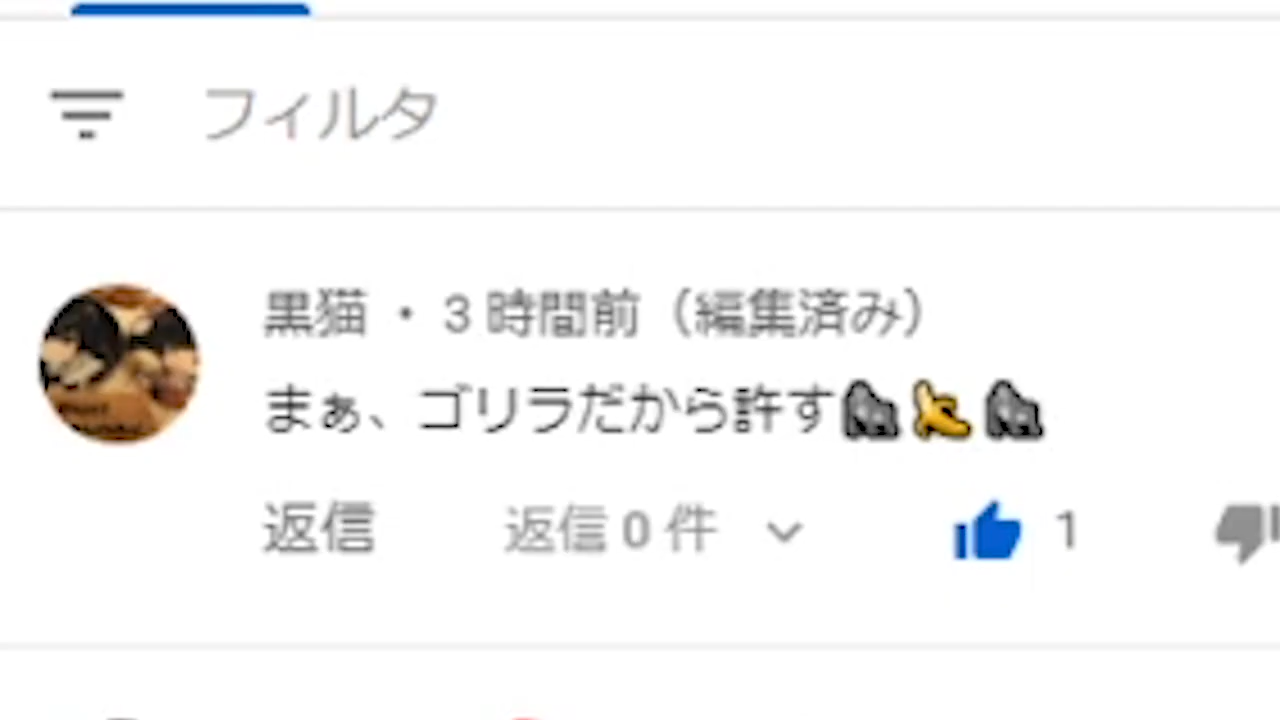 フィルタ
黒猫 ・ 3 時間前（編集済み）
まぁ、ゴリラだから許す🦍🍌🦍
返信 返信 0 件 1